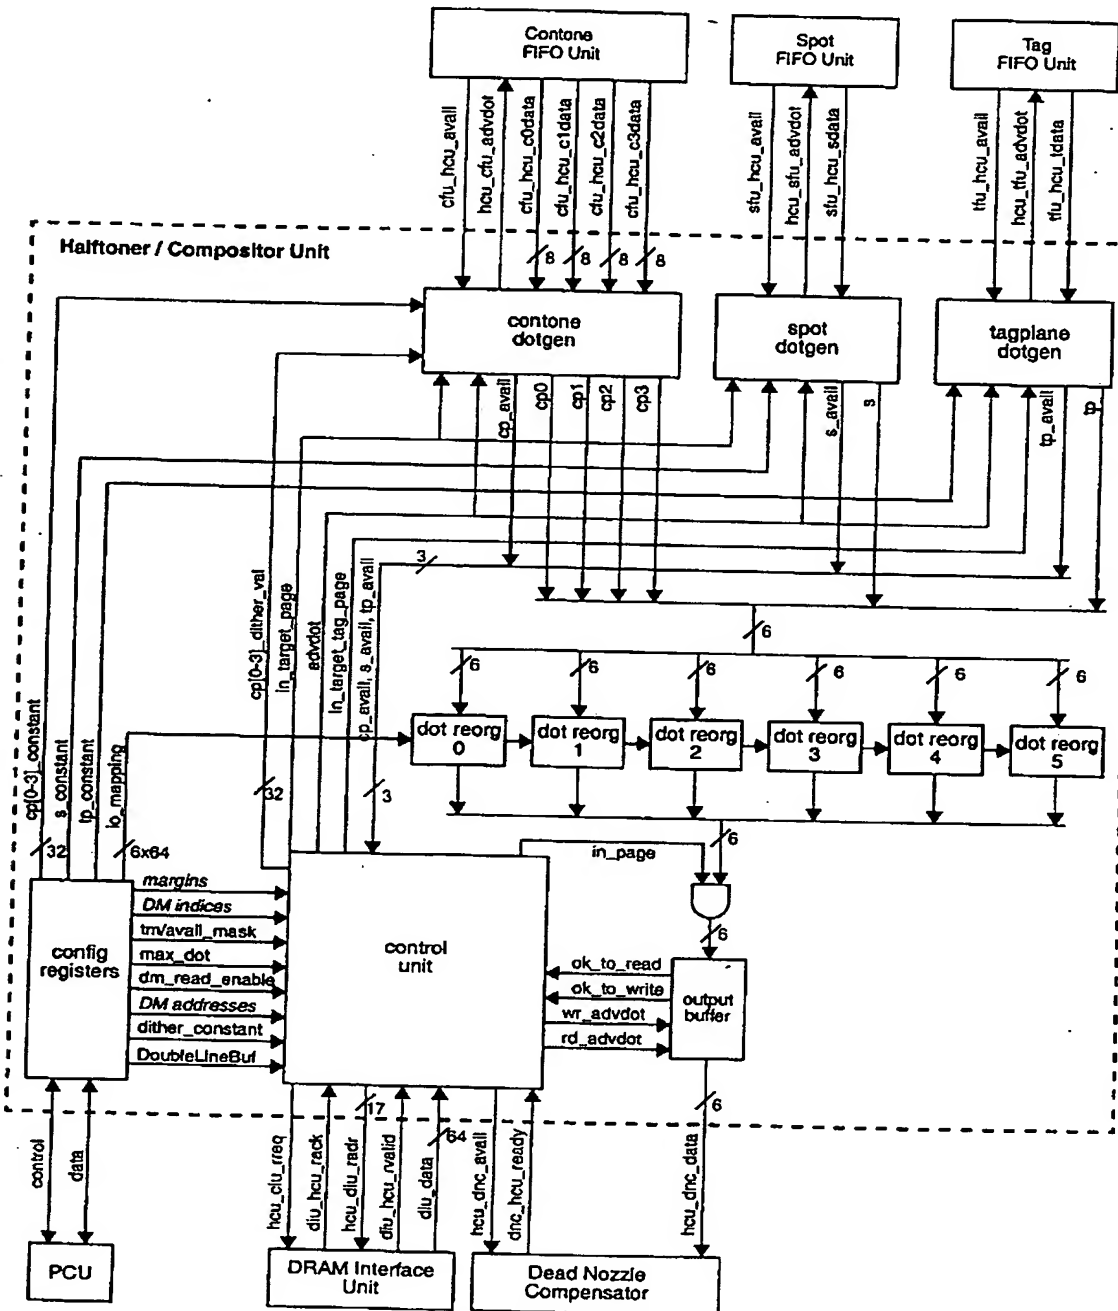 Contone
FIFO Unit
Spot
FIFO Unit
Tag
FIFO Unit
cfu_hcu_avail
hcu_cfu_advdot
cfu_hcu_c0data
cfu_hcu_c1data
cfu_hcu_c2data
cfu_hcu_c3data
sfu_hcu_avail
hcu_sfu_advdot
sfu_hcu_sdata
tfu_hcu_avail
hcu_tfu_advdot
tfu_hcu_tdata
Halftoner / Compositor Unit
8
8
8
8
contone
dotgen
spot
dotgen
tagplane
dotgen
cp_avail
cp0
cp1
cp2
cp3
s_avail
s
tp_avail
tp
3
6
cp[0-3]_constant
s_constant
tp_constant
io_mapping
cp[0-3]_dither_val
in_target_page
advdot
in_target_tag_page
cp_avail, s_avail, tp_avail
6
6
6
6
6
6
dot reorg
0
dot reorg
1
dot reorg
2
dot reorg
3
dot reorg
4
dot reorg
5
32
3
6
32
6x64
in_page
6
config
registers
margins
DM indices
tm/avail_mask
max_dot
dm_read_enable
DM addresses
dither_constant
DoubleLineBuf
control
unit
ok_to_read
ok_to_write
wr_advdot
rd_advdot
output
buffer
17
64
6
control
data
hcu_diu_rreq
diu_hcu_rack
hcu_diu_radr
diu_hcu_rvalid
diu_data
hcu_dnc_avail
dnc_hcu_ready
hcu_dnc_data
PCU
DRAM Interface
Unit
Dead Nozzle
Compensator